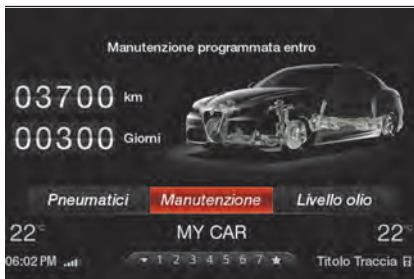 Manutenzione programmata entro
03700 km
00300 Giorni
Pneumatici Manutenzione Livello olio
22° MY CAR 22°
06:02 PM 1 2 3 4 5 6 7 Titolo Traccia